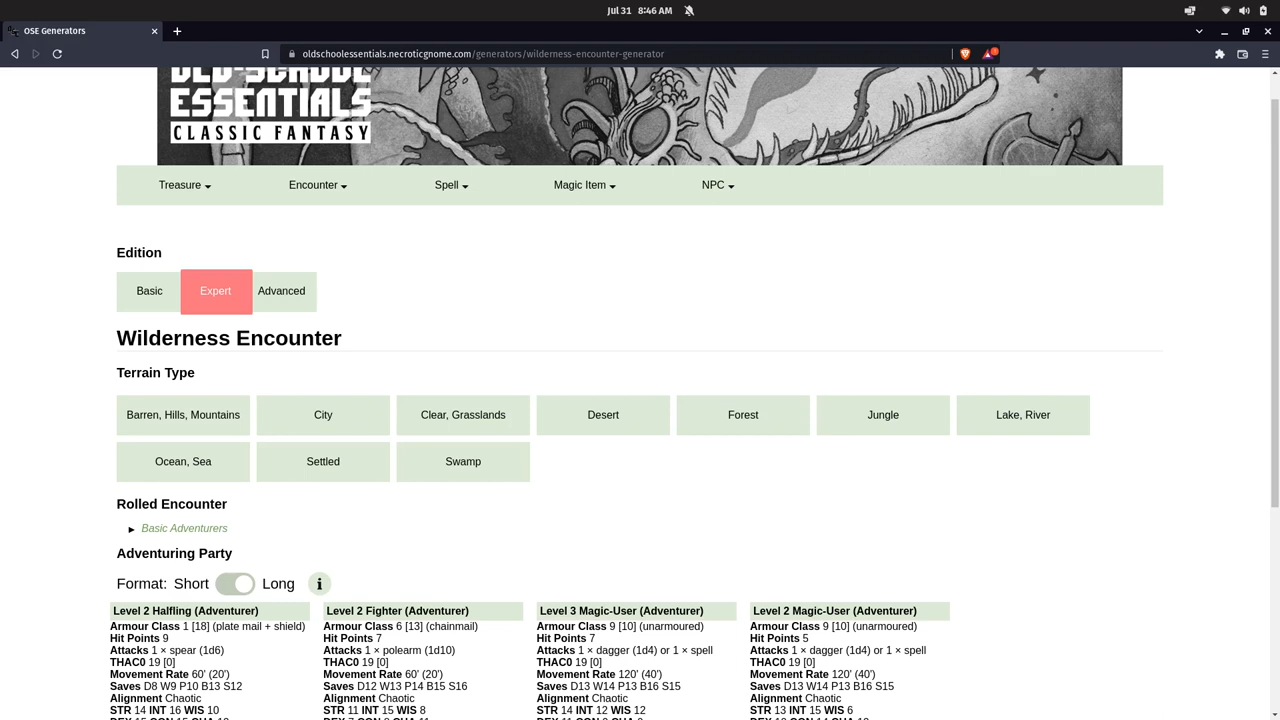 Jul 31 8:46 AM
OSE Generators
oldschoolessentials.necroticgnome.com/generators/wilderness-encounter-generator
OLD-SCHOOL
ESSENTIALS
CLASSIC FANTASY
Treasure Encounter Spell Magic Item NPC
Edition
Basic Expert Advanced
Wilderness Encounter
Terrain Type
Barren, Hills, Mountains City Clear, Grasslands Desert Forest Jungle Lake, River
Ocean, Sea Settled Swamp
Rolled Encounter
Basic Adventurers
Adventuring Party
Format: Short Long i
Level 2 Halfling (Adventurer) Level 2 Fighter (Adventurer) Level 3 Magic-User (Adventurer) Level 2 Magic-User (Adventurer)
Armour Class 1 [18] (plate mail + shield) Armour Class 6 [13] (chainmail) Armour Class 9 [10] (unarmoured) Armour Class 9 [10] (unarmoured)
Hit Points 9 Hit Points 7 Hit Points 7 Hit Points 5
Attacks 1 × spear (1d6) Attacks 1 × polearm (1d10) Attacks 1 × dagger (1d4) or 1 × spell Attacks 1 × dagger (1d4) or 1 × spell
THAC0 19 [0] THAC0 19 [0] THAC0 19 [0] THAC0 19 [0]
Movement Rate 60' (20') Movement Rate 60' (20') Movement Rate 120' (40') Movement Rate 120' (40')
Saves D8 W9 P10 B13 S12 Saves D12 W13 P14 B15 S16 Saves D13 W14 P13 B16 S15 Saves D13 W14 P13 B16 S15
Alignment Chaotic Alignment Chaotic Alignment Chaotic Alignment Chaotic
STR 14 INT 16 WIS 10 STR 11 INT 15 WIS 8 STR 14 INT 12 WIS 12 STR 13 INT 15 WIS 6